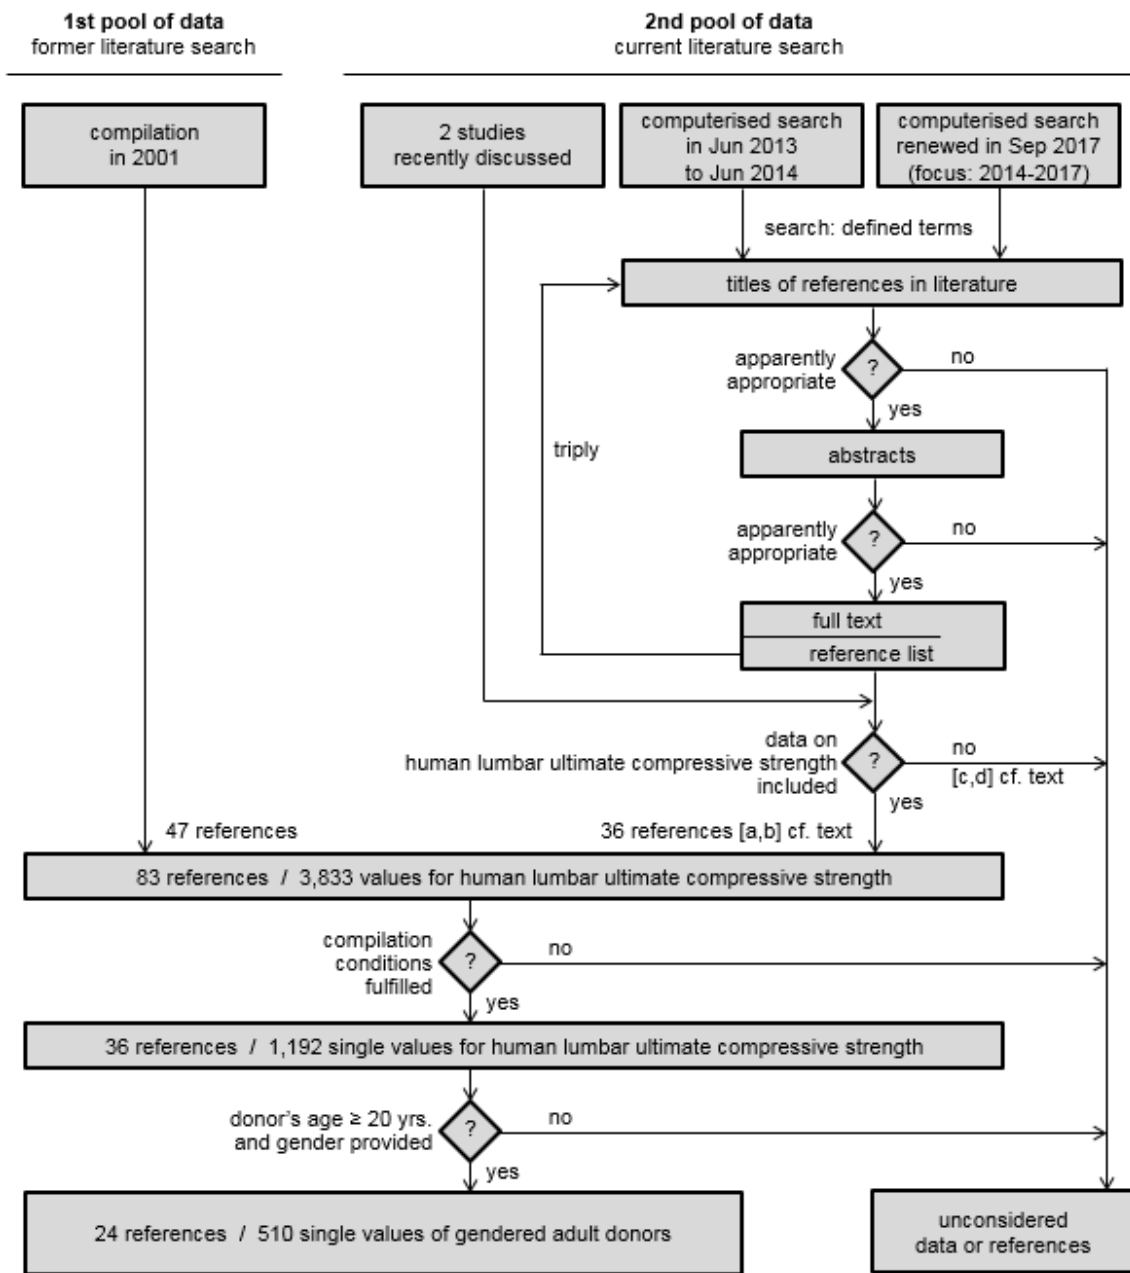 1st pool of data
former literature search
2nd pool of data
current literature search
compilation
in 2001
2 studies
recently discussed
computerised search
in Jun 2013
to Jun 2014
computerised search
renewed in Sep 2017
(focus: 2014-2017)
search: defined terms
titles of references in literature
apparently
appropriate
?
no
yes
triply
abstracts
apparently
appropriate
?
no
yes
full text
reference list
data on
human lumbar ultimate compressive strength
included
?
no
[c,d] cf. text
yes
47 references
36 references [a,b] cf. text
83 references / 3,833 values for human lumbar ultimate compressive strength
compilation
conditions
fulfilled
?
no
yes
36 references / 1,192 single values for human lumbar ultimate compressive strength
donor's age ≥ 20 yrs.
and gender provided
?
no
yes
24 references / 510 single values of gendered adult donors
unconsidered
data or references